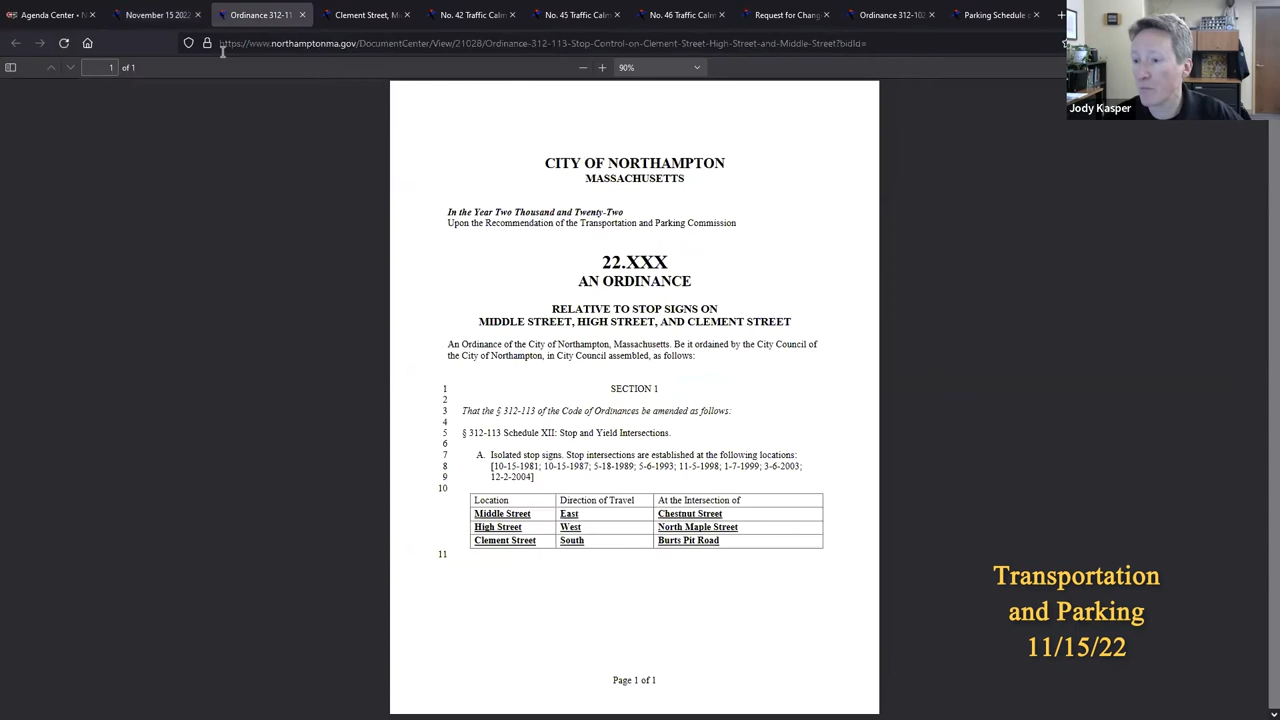 Agenda Center • N
November 15 2022
Ordinance 312-11
Clement Street, M
No. 42 Traffic Calm
No. 45 Traffic Calm
No. 46 Traffic Calm
Request for Chang
Ordinance 312-102
Parking Schedule
https://www.northamptonma.gov/DocumentCenter/View/21028/Ordinance-312-113-Stop-Control-on-Clement-Street-High-Street-and-Middle-Street?bidId=
1 of 1
90%
Jody Kasper
CITY OF NORTHAMPTON
MASSACHUSETTS
In the Year Two Thousand and Twenty-Two
Upon the Recommendation of the Transportation and Parking Commission
22.XXX
AN ORDINANCE
RELATIVE TO STOP SIGNS ON
MIDDLE STREET, HIGH STREET, AND CLEMENT STREET
An Ordinance of the City of Northampton, Massachusetts. Be it ordained by the City Council of
the City of Northampton, in City Council assembled, as follows:
1 SECTION 1
2
3 That the § 312-113 of the Code of Ordinances be amended as follows:
4
5 § 312-113 Schedule XII: Stop and Yield Intersections.
6
7 A. Isolated stop signs. Stop intersections are established at the following locations:
8 [10-15-1981; 10-15-1987; 5-18-1989; 5-6-1993; 11-5-1998; 1-7-1999; 3-6-2003;
9 12-2-2004]
10
Location Direction of Travel At the Intersection of
Middle Street East Chestnut Street
High Street West North Maple Street
Clement Street South Burts Pit Road
11
Page 1 of 1
Transportation
and Parking
11/15/22